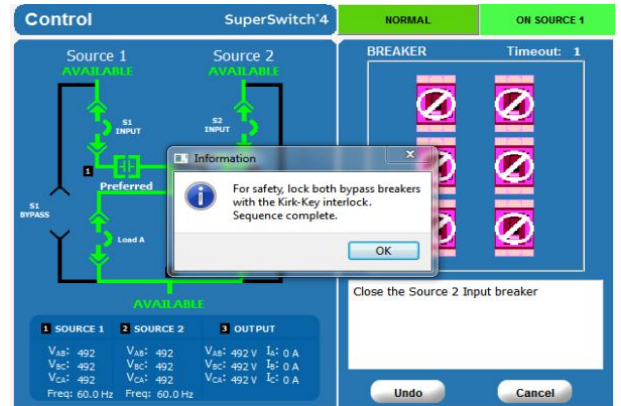 Control
SuperSwitch®4
NORMAL
ON SOURCE 1
Source 1
AVAILABLE
Source 2
AVAILABLE
BREAKER
Timeout: 1
S1
INPUT
S2
INPUT
1
Preferred
S1
BYPASS
Load A
Information
For safety, lock both bypass breakers
with the Kirk-Key interlock.
Sequence complete.
OK
AVAILABLE
Close the Source 2 Input breaker
1 SOURCE 1
VAB: 492
VBC: 492
VCA: 492
Freq: 60.0 Hz
2 SOURCE 2
VAB: 492
VBC: 492
VCA: 492
Freq: 60.0 Hz
3 OUTPUT
VAB: 492 V IA: 0 A
VBC: 492 V IB: 0 A
VCA: 492 V IC: 0 A
Undo
Cancel